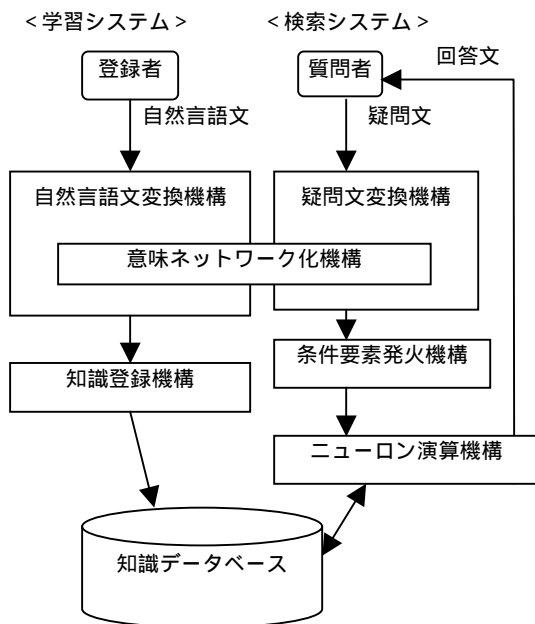 <学習システム>
<検索システム>
登録者
質問者
回答文
自然言語文
疑問文
自然言語文変換機構
疑問文変換機構
意味ネットワーク化機構
条件要素発火機構
知識登録機構
ニューロン演算機構
知識データベース